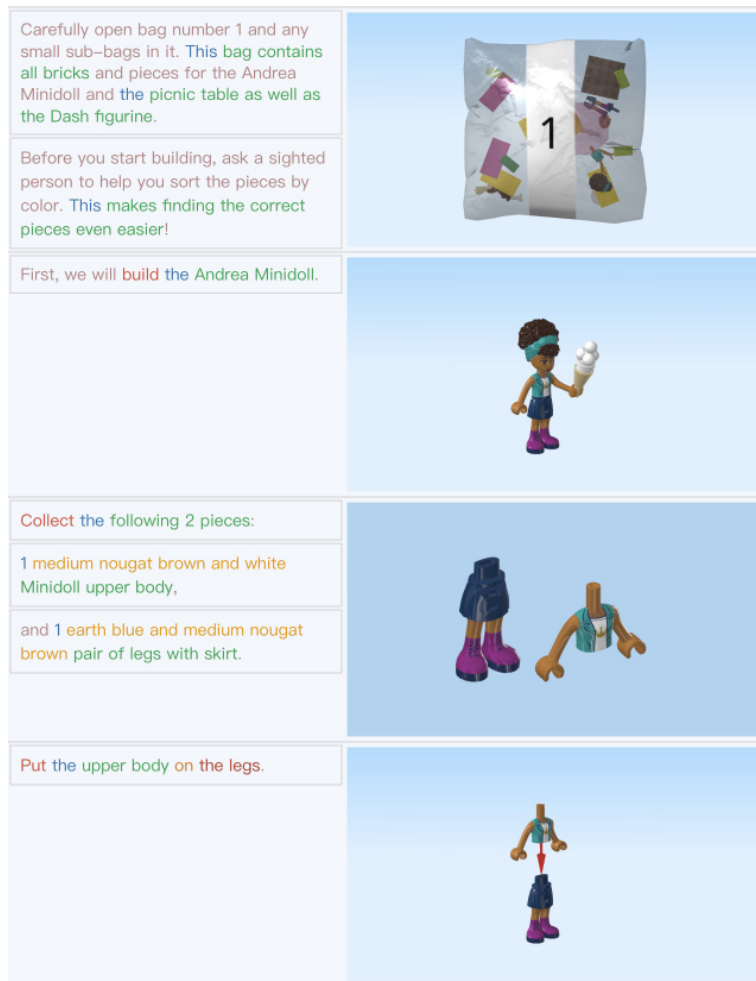 Carefully open bag number 1 and any
small sub-bags in it. This bag contains
all bricks and pieces for the Andrea
Minidoll and the picnic table as well as
the Dash figurine.
1
Before you start building, ask a sighted
person to help you sort the pieces by
color. This makes finding the correct
pieces even easier!
First, we will build the Andrea Minidoll.
Collect the following 2 pieces:
1 medium nougat brown and white
Minidoll upper body,
and 1 earth blue and medium nougat
brown pair of legs with skirt.
Put the upper body on the legs.